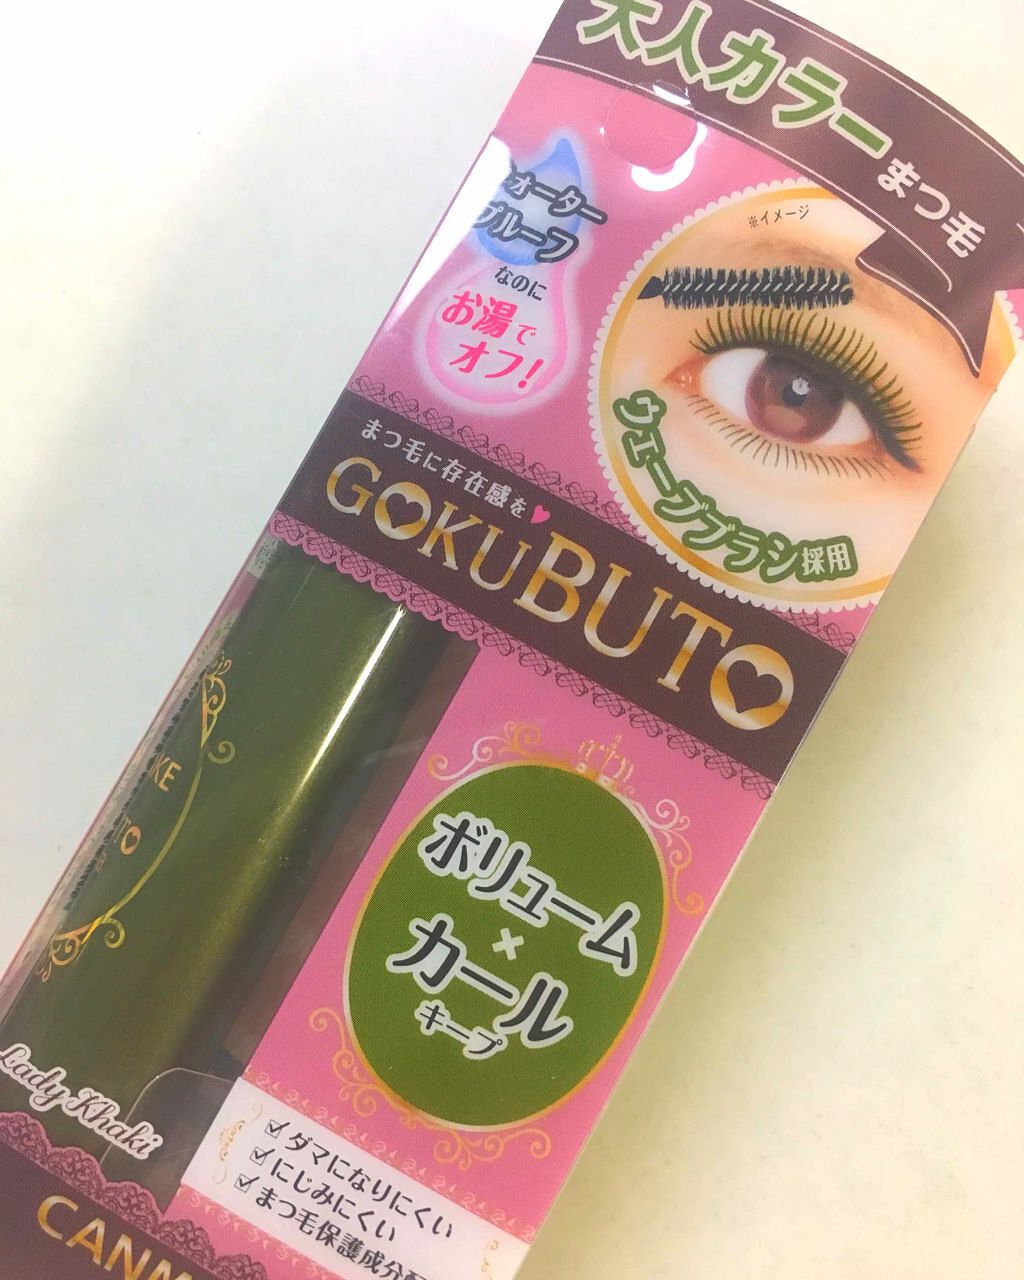 大人カラー
まつ毛
※イメージ
ォーター
プルーフ
なのに
お湯で
オフ!
ウェーブブラシ採用
まつ毛に存在感を
GOKUBUTO
ボリューム
×
カール
キープ
Lady Khaki
☑ダマになりにくい
☑にじみにくい
☑まつ毛保護成分配
CANM